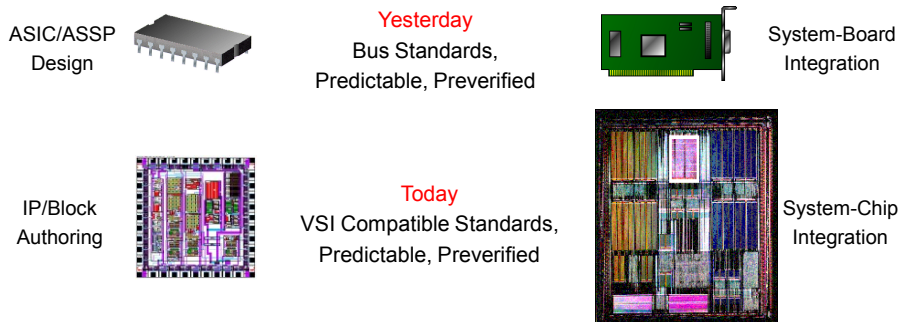 ASIC/ASSP
Design
Yesterday
Bus Standards,
Predictable, Preverified
System-Board
Integration
IP/Block
Authoring
Today
VSI Compatible Standards,
Predictable, Preverified
System-Chip
Integration